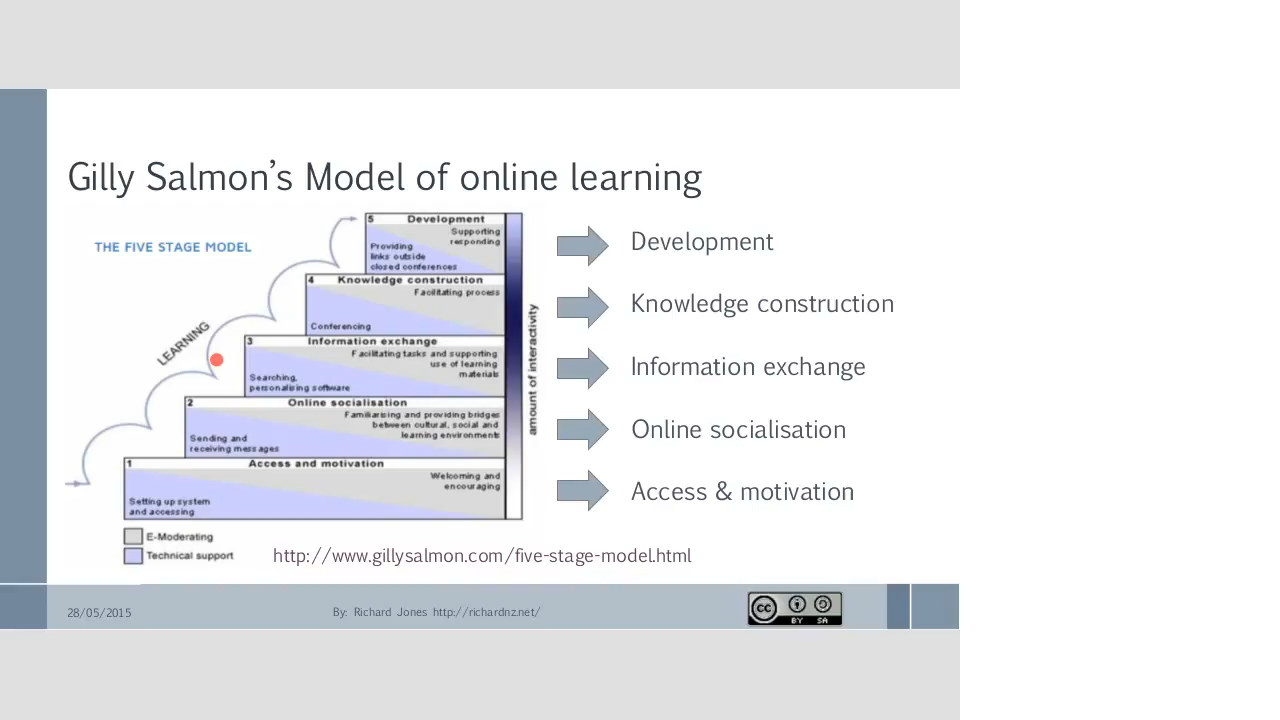 Gilly Salmon's Model of online learning
THE FIVE STAGE MODEL
LEARNING
5 Development
Supporting
responding
Providing
links outside
closed conferences
4 Knowledge construction
Facilitating process
Conferencing
3 Information exchange
Facilitating tasks and supporting
use of learning
materials
Searching,
personalising software
2 Online socialisation
Familiarising and providing bridges
between cultural, social and
learning environments
Sending and
receiving messages
1 Access and motivation
Welcoming and
encouraging
Setting up system
and accessing
amount of interactivity
E-Moderating
Technical support
Development
Knowledge construction
Information exchange
Online socialisation
Access & motivation
http://www.gillysalmon.com/five-stage-model.html
28/05/2015
By: Richard Jones http://richardnz.net/
cc
BY SA